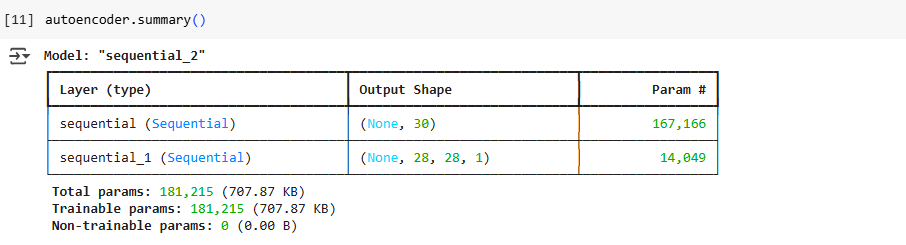 [11] autoencoder.summary()
Model: "sequential_2"
Layer (type) Output Shape Param #
sequential (Sequential) (None, 30) 167,166
sequential_1 (Sequential) (None, 28, 28, 1) 14,049
Total params: 181,215 (707.87 KB)
Trainable params: 181,215 (707.87 KB)
Non-trainable params: 0 (0.00 B)